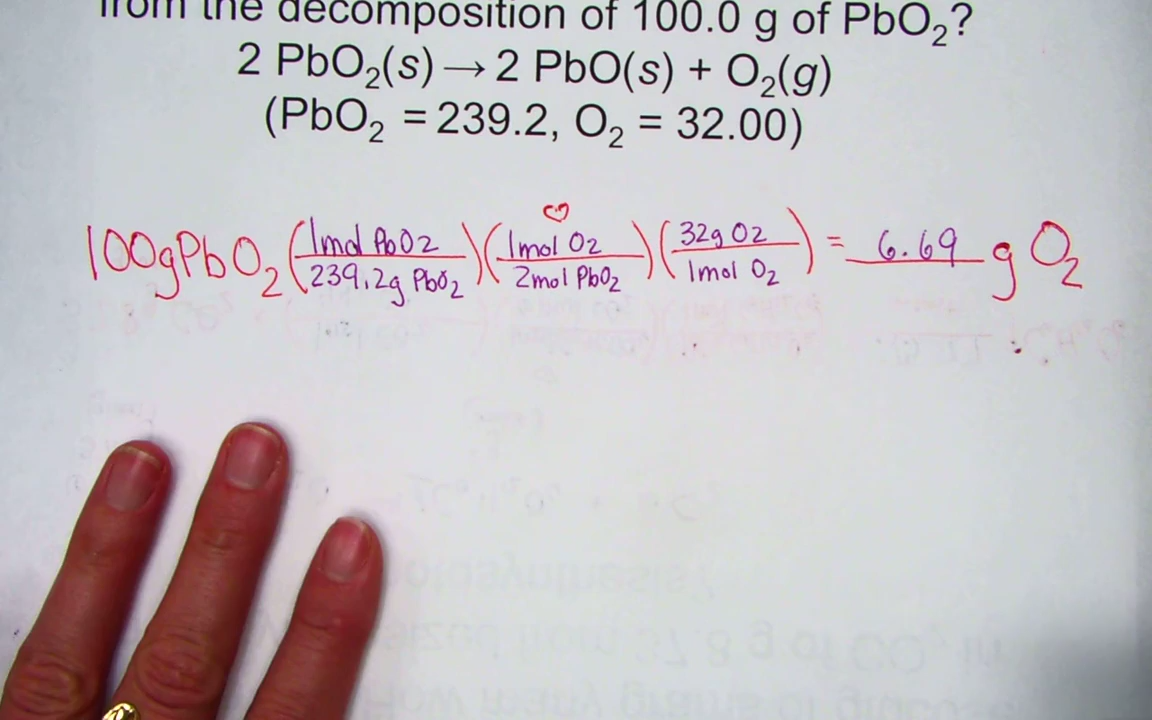 from the decomposition of 100.0 g of PbO₂?
2 PbO₂(s) → 2 PbO(s) + O₂(g)
(PbO₂ = 239.2, O₂ = 32.00)
100gPbO₂ (1mol PbO2 / 239.2g PbO₂) (1mol O₂ / 2mol PbO₂) (32g O2 / 1mol O₂) = 6.69 g O₂